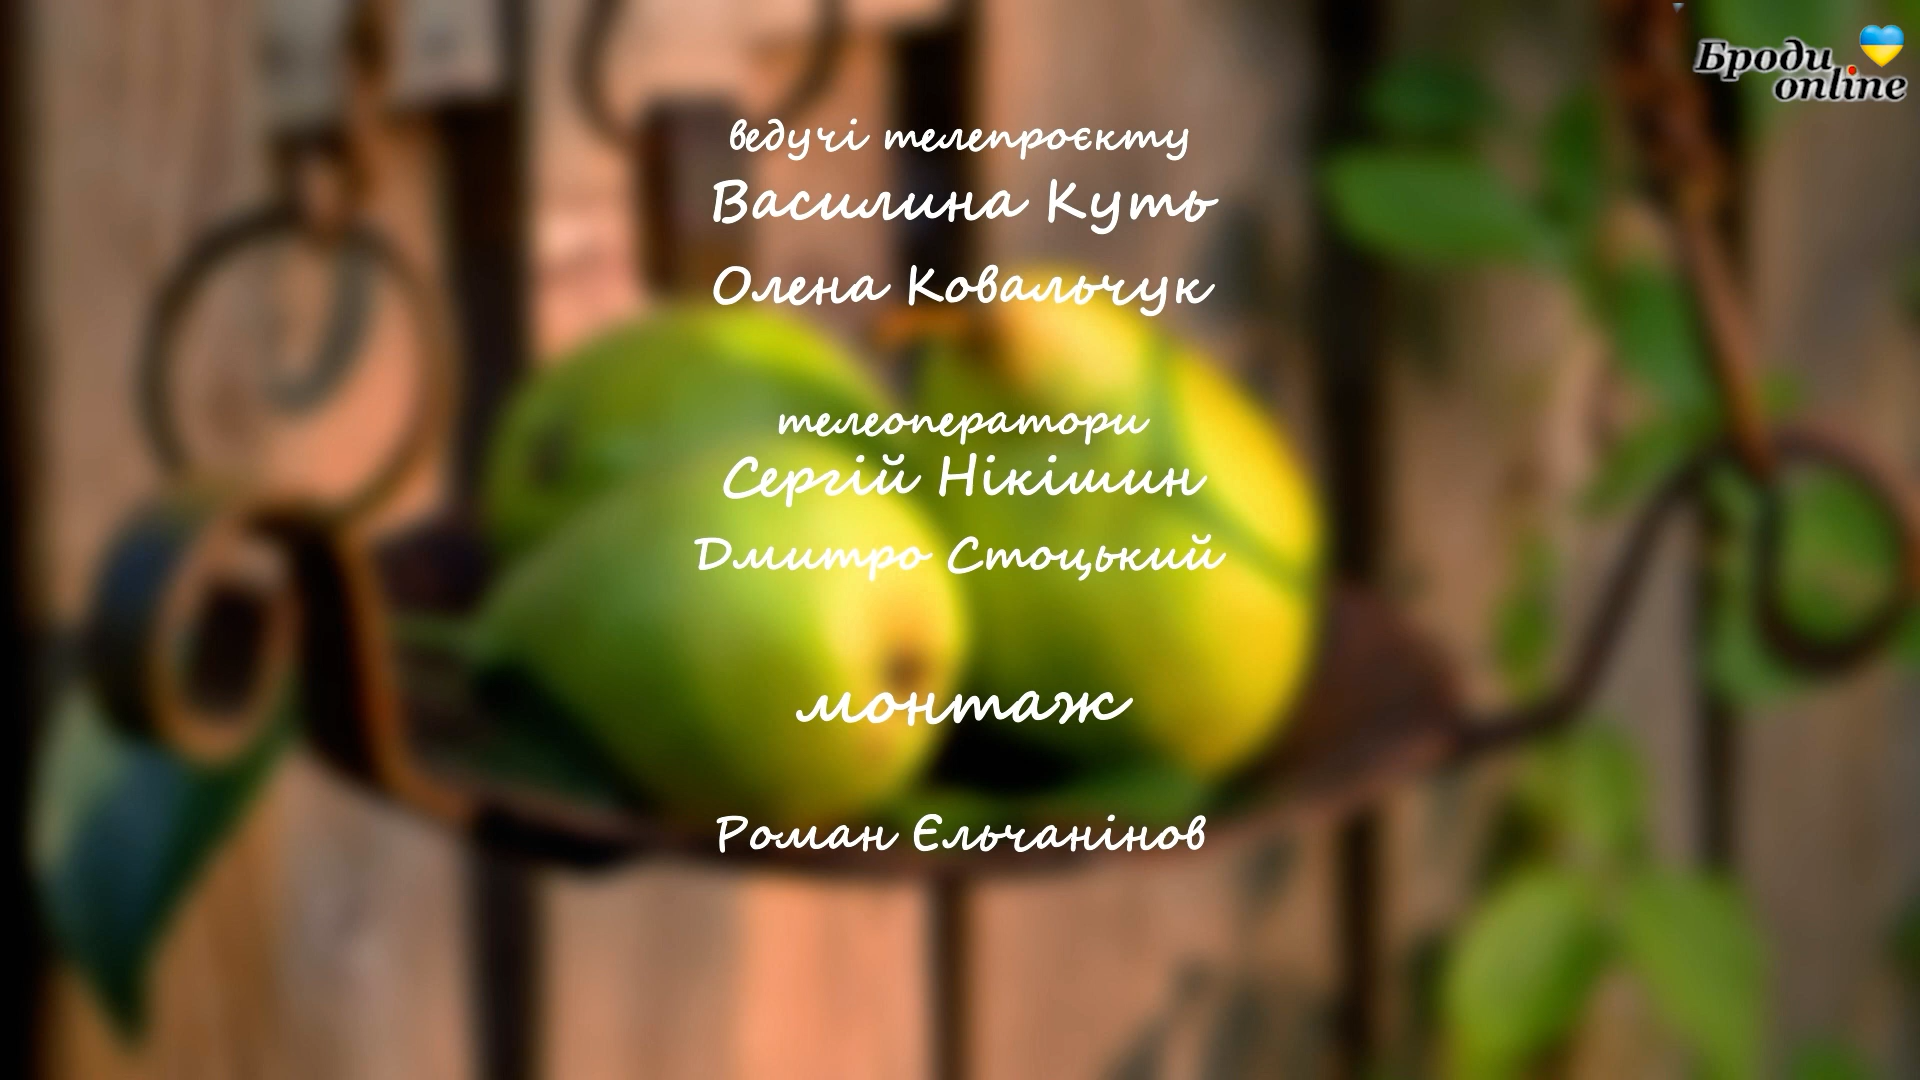 Броди
online
ведучі телепроєкту
Василина Куть
Олена Ковальчук
телеоператори
Сергій Нікішин
Дмитро Стоцький
монтаж
Роман Єльчанінов